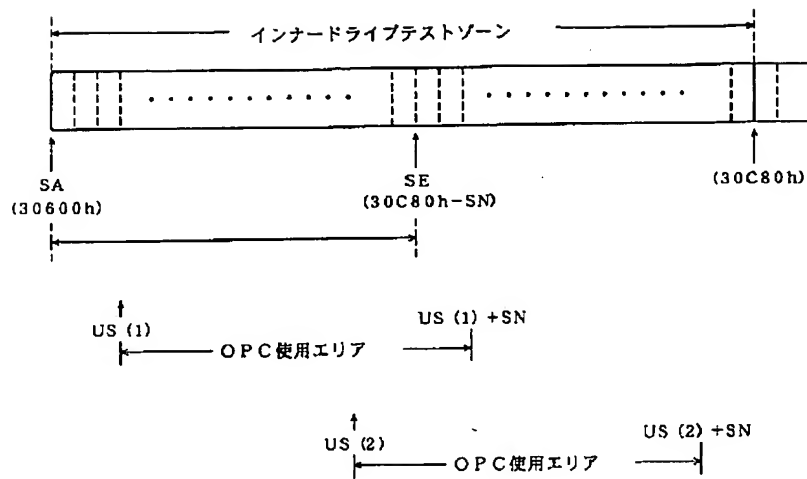 インナードライブテストゾーン
SA
(30600h)
SE
(30C80h-SN)
(30C80h)
US (1)
US (1) +SN
OPC使用エリア
US (2)
US (2) +SN
OPC使用エリア